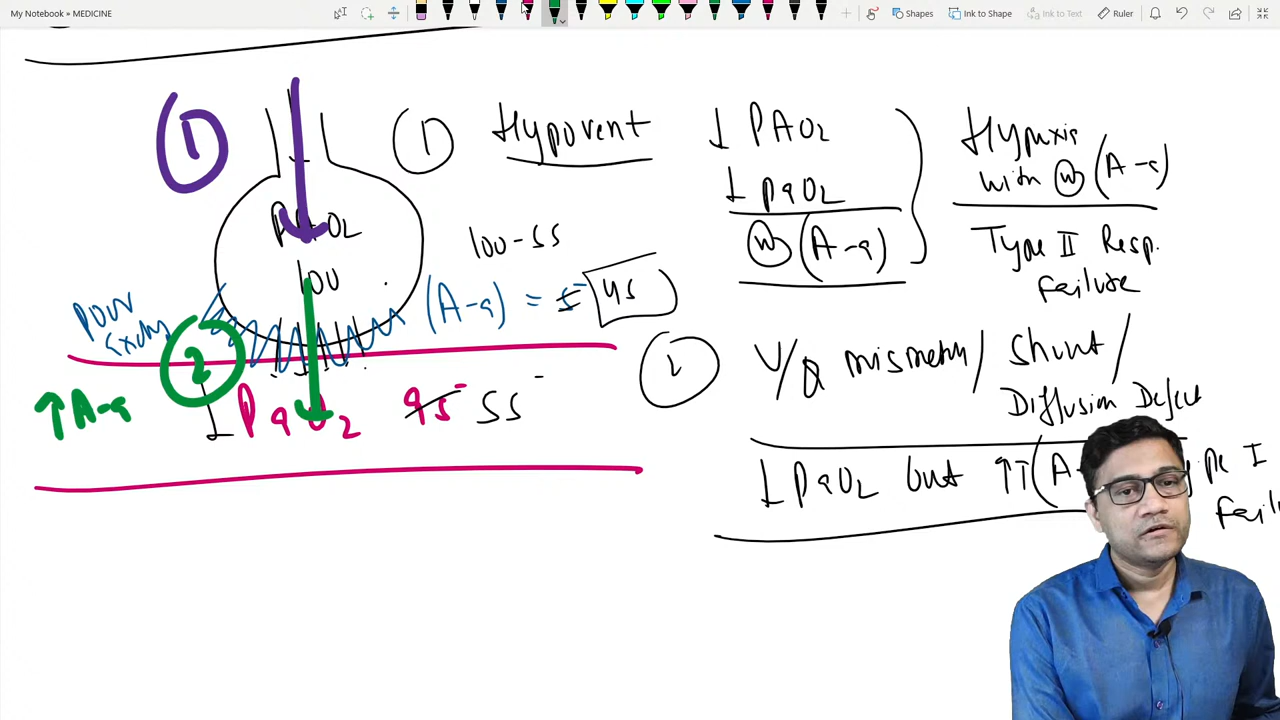 My Notebook » MEDICINE
Shapes
Ink to Shape
Ink to Text
Ruler
1
PAO2
100
Poor
2
↑A-a
↓ PaO2 95 55
100-55
(A-a) = 5 45
1 Hypovent
↓ PAO2
↓ PaO2
N (A-a)
Hypoxia
with N (A-a)
Type II Resp.
failure
2
V/Q mismatch / Shunt /
Diffusion Defect
↓ PaO2 but ↑↑ (A-
I